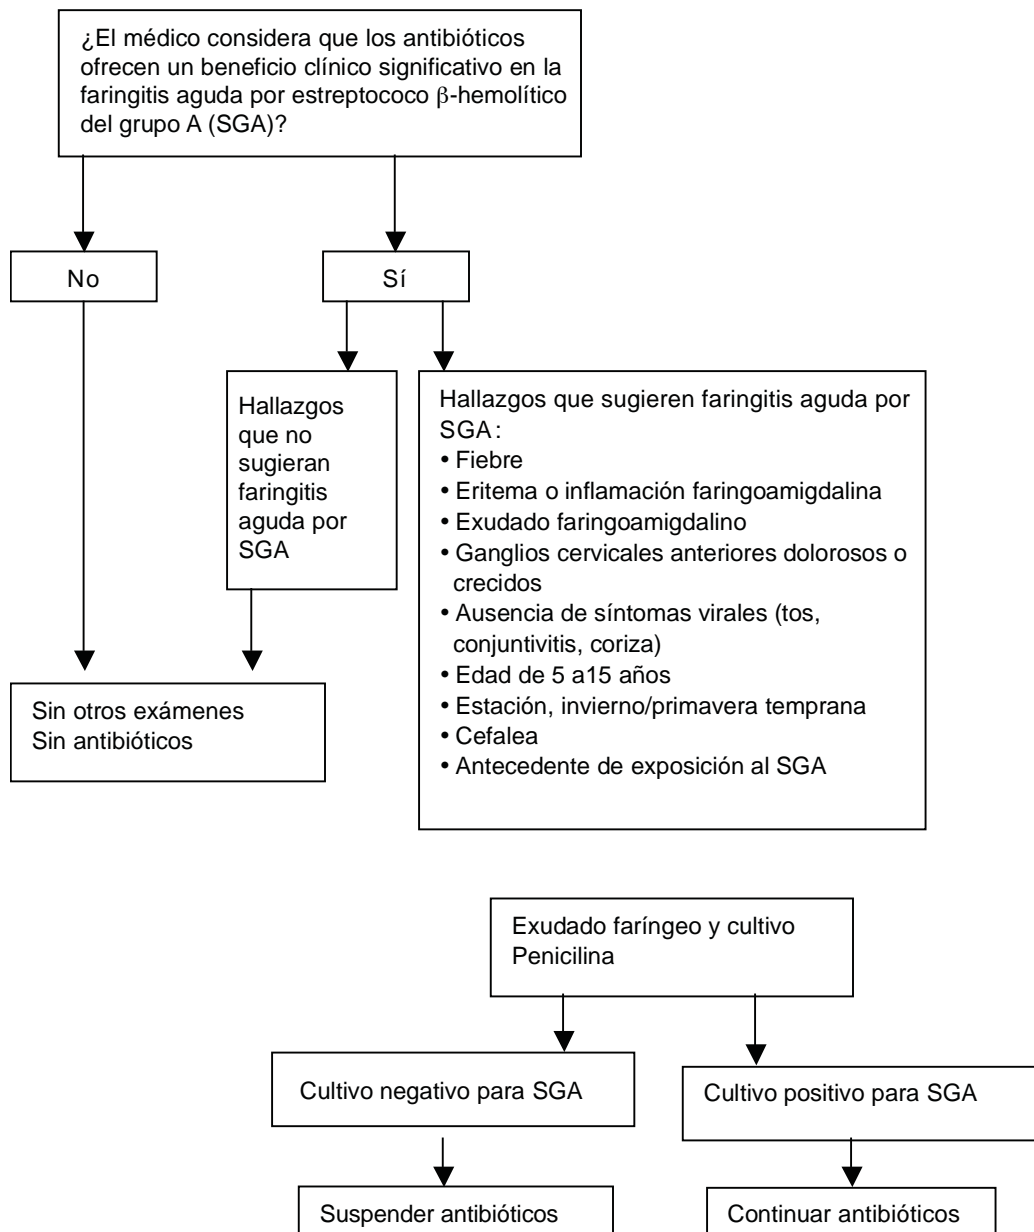 ¿El médico considera que los antibióticos
ofrecen un beneficio clínico significativo en la
faringitis aguda por estreptococo β-hemolítico
del grupo A (SGA)?
No
Sí
Hallazgos
que no
sugieran
faringitis
aguda por
SGA
Hallazgos que sugieren faringitis aguda por
SGA:
• Fiebre
• Eritema o inflamación faringoamigdalina
• Exudado faringoamigdalino
• Ganglios cervicales anteriores dolorosos o
crecidos
• Ausencia de síntomas virales (tos,
conjuntivitis, coriza)
• Edad de 5 a15 años
• Estación, invierno/primavera temprana
• Cefalea
• Antecedente de exposición al SGA
Sin otros exámenes
Sin antibióticos
Exudado faríngeo y cultivo
Penicilina
Cultivo negativo para SGA
Cultivo positivo para SGA
Suspender antibióticos
Continuar antibióticos